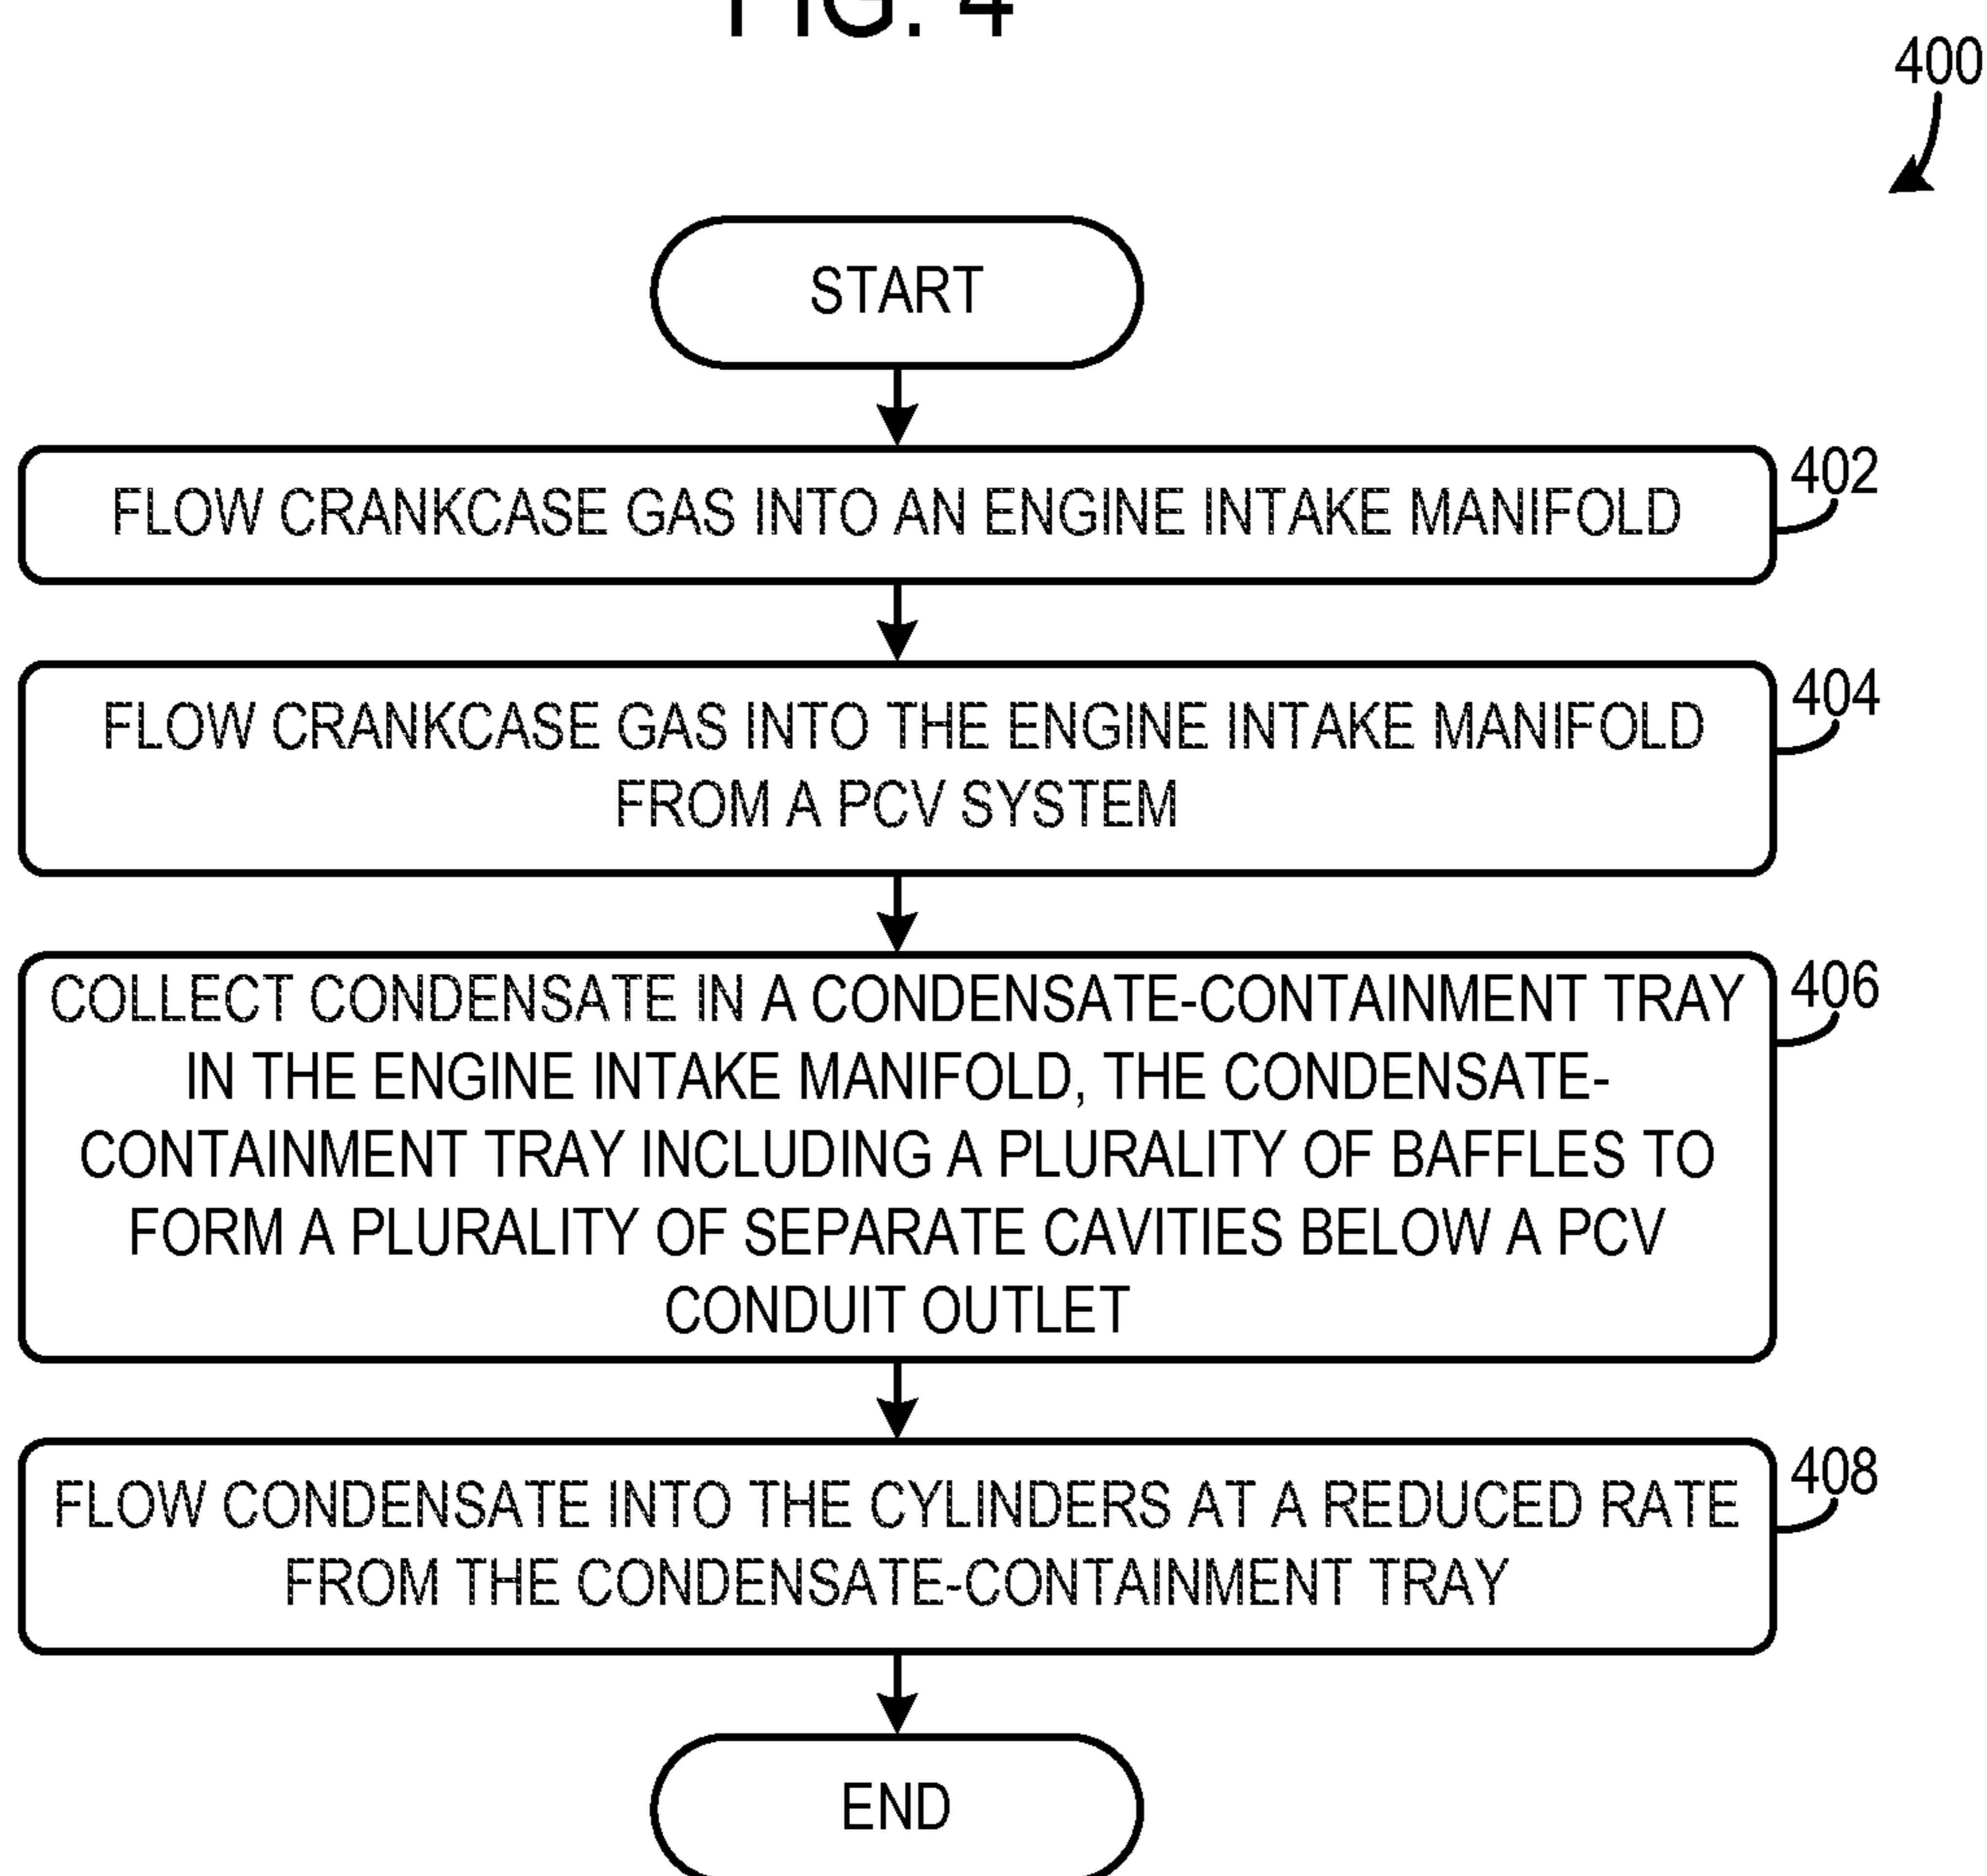 FIG. 4
400
START
FLOW CRANKCASE GAS INTO AN ENGINE INTAKE MANIFOLD
402
FLOW CRANKCASE GAS INTO THE ENGINE INTAKE MANIFOLD
FROM A PCV SYSTEM
404
COLLECT CONDENSATE IN A CONDENSATE-CONTAINMENT TRAY
IN THE ENGINE INTAKE MANIFOLD, THE CONDENSATE-
CONTAINMENT TRAY INCLUDING A PLURALITY OF BAFFLES TO
FORM A PLURALITY OF SEPARATE CAVITIES BELOW A PCV
CONDUIT OUTLET
406
FLOW CONDENSATE INTO THE CYLINDERS AT A REDUCED RATE
FROM THE CONDENSATE-CONTAINMENT TRAY
408
END